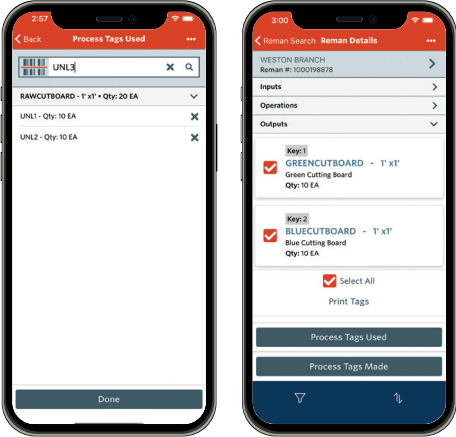 2:57
Back
Process Tags Used
UNL3
RAWCUTBOARD - 1' x1' • Qty: 20 EA
UNL1 - Qty: 10 EA
UNL2 - Qty: 10 EA
Done
3:00
Reman Search
Reman Details
WESTON BRANCH
Reman #: 1000198878
Inputs
Operations
Outputs
Key: 1
GREENCUTBOARD - 1' x1'
Green Cutting Board
Qty: 10 EA
Key: 2
BLUECUTBOARD - 1' x1'
Blue Cutting Board
Qty: 10 EA
Select All
Print Tags
Process Tags Used
Process Tags Made